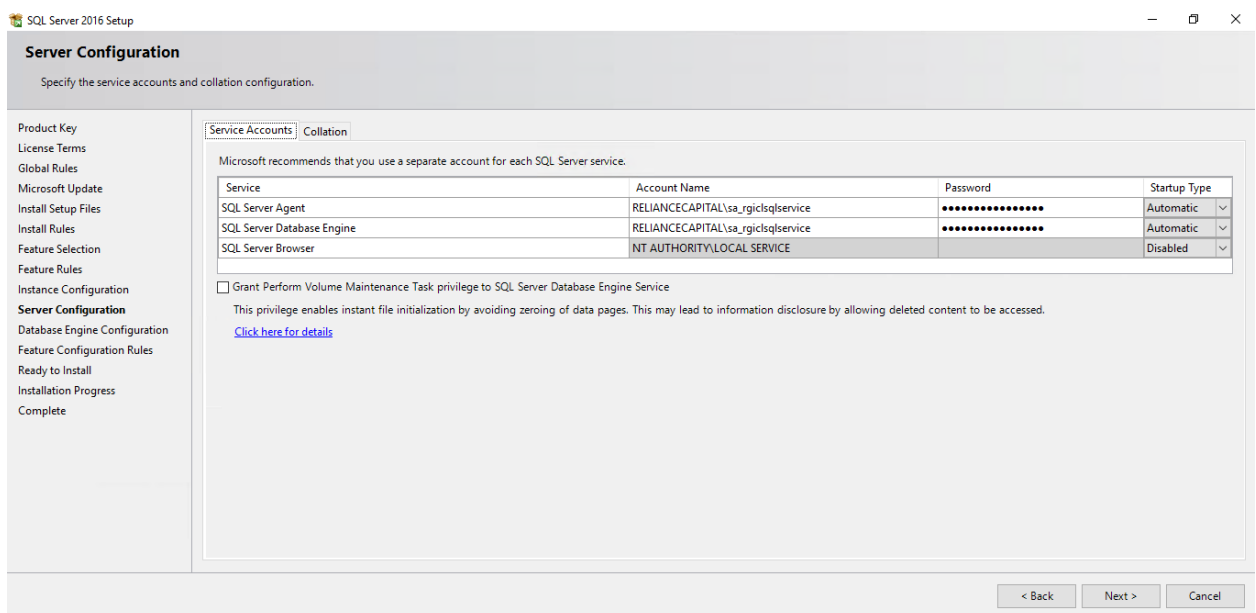 SQL Server 2016 Setup
Server Configuration
Specify the service accounts and collation configuration.
Product Key
License Terms
Global Rules
Microsoft Update
Install Setup Files
Install Rules
Feature Selection
Feature Rules
Instance Configuration
Server Configuration
Database Engine Configuration
Feature Configuration Rules
Ready to Install
Installation Progress
Complete
Service Accounts Collation
Microsoft recommends that you use a separate account for each SQL Server service.
Service Account Name Password Startup Type
SQL Server Agent RELIANCECAPITAL\sa_rgiclsqlservice ●●●●●●●●●●●●●●●● Automatic
SQL Server Database Engine RELIANCECAPITAL\sa_rgiclsqlservice ●●●●●●●●●●●●●●●● Automatic
SQL Server Browser NT AUTHORITY\LOCAL SERVICE Disabled
Grant Perform Volume Maintenance Task privilege to SQL Server Database Engine Service
This privilege enables instant file initialization by avoiding zeroing of data pages. This may lead to information disclosure by allowing deleted content to be accessed.
Click here for details
< Back Next > Cancel